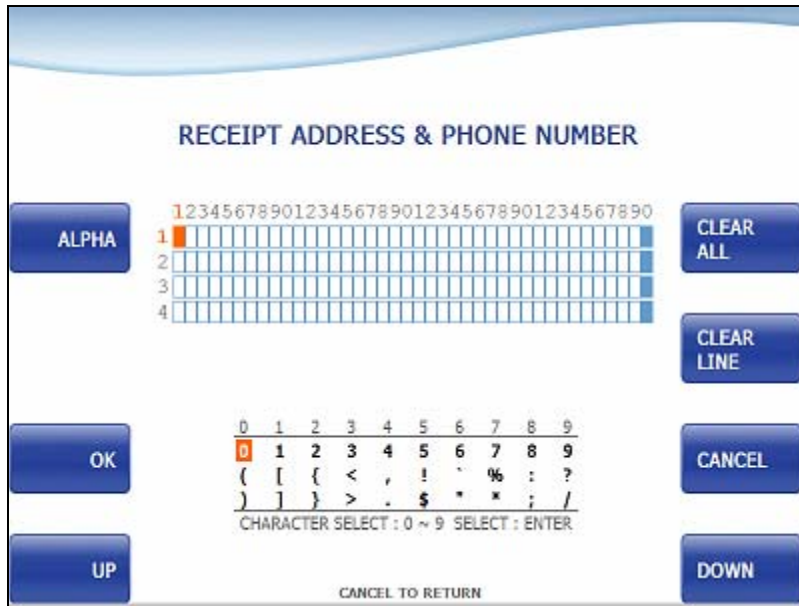 RECEIPT ADDRESS & PHONE NUMBER
1234567890123456789012345678901234567890
ALPHA
1
2
3
4
CLEAR
ALL
CLEAR
LINE
0 1 2 3 4 5 6 7 8 9
0 1 2 3 4 5 6 7 8 9
( [ { < , ! ` % : ?
) ] } > . $ " * ; /
CHARACTER SELECT : 0 ~ 9 SELECT : ENTER
OK
CANCEL
UP
DOWN
CANCEL TO RETURN